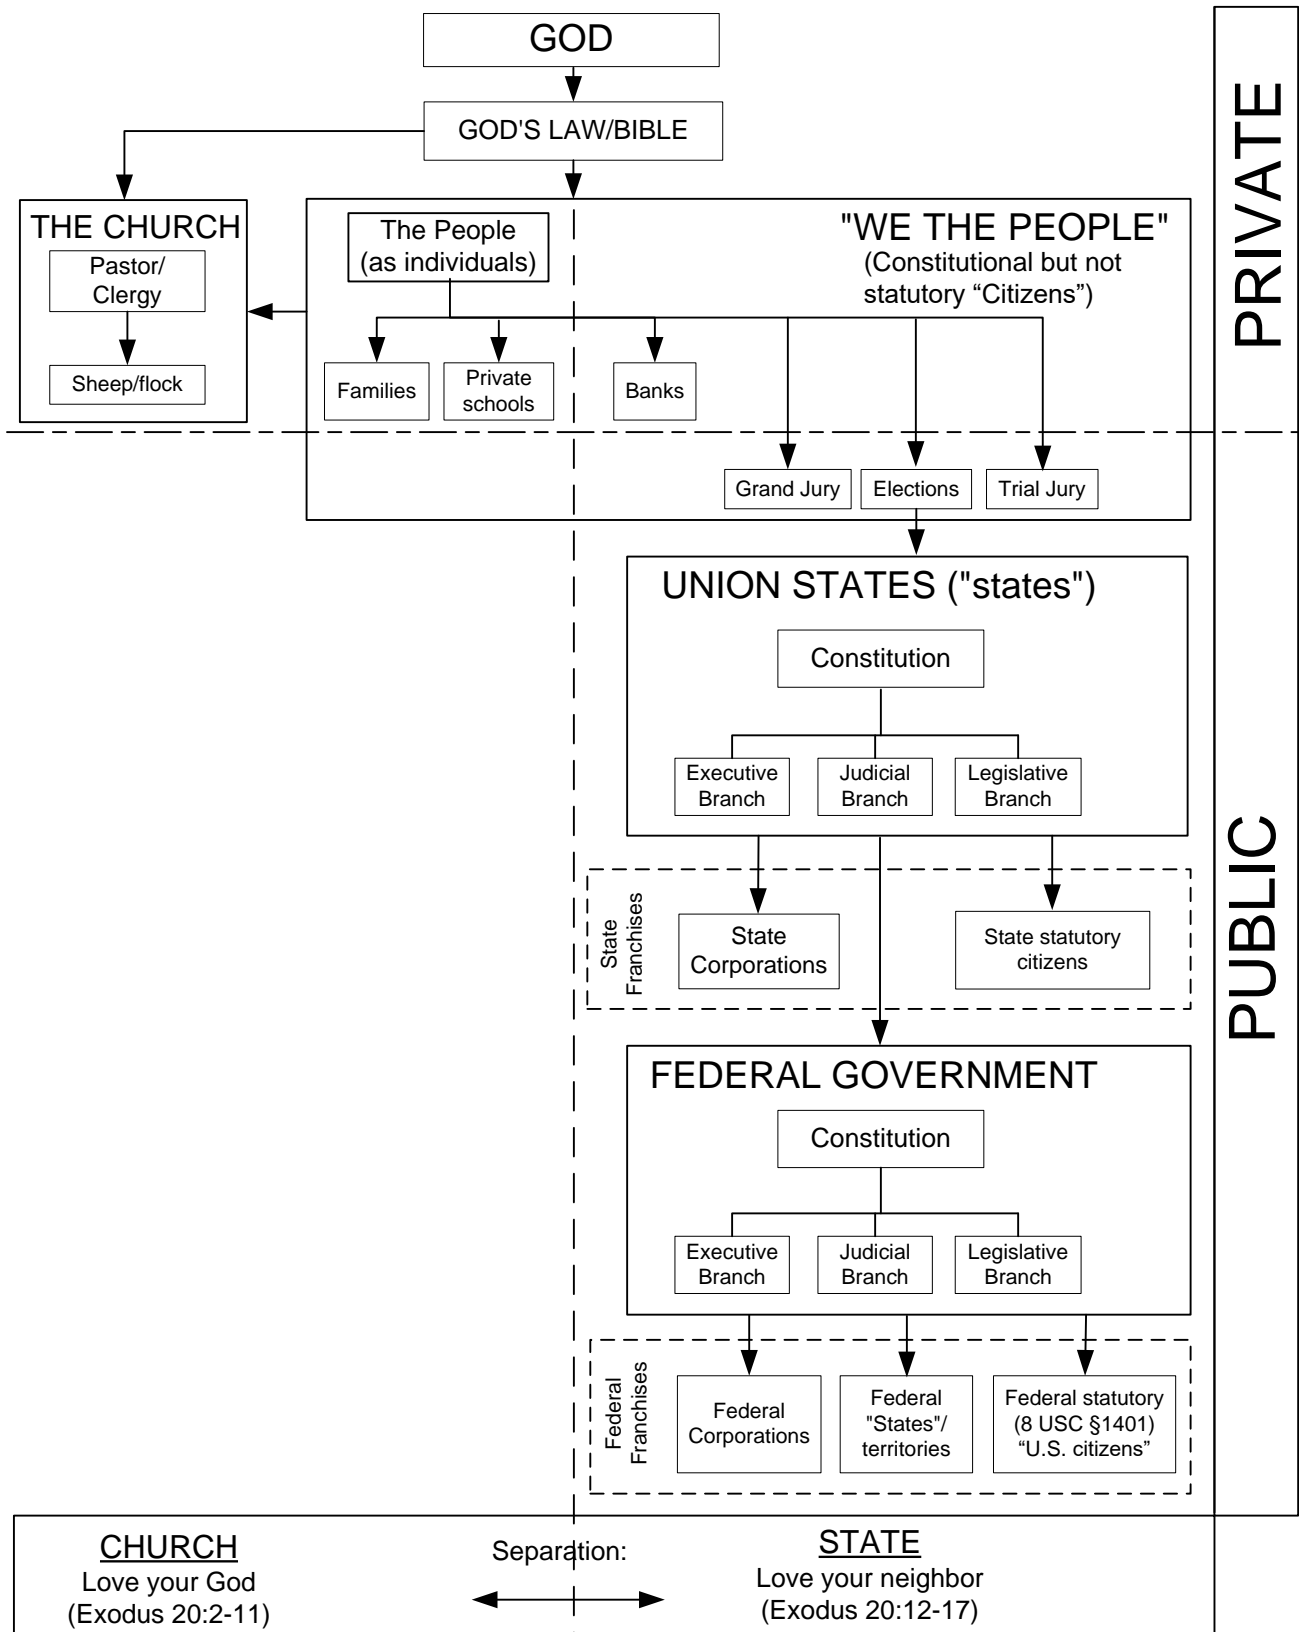 GOD
GOD'S LAW/BIBLE
THE CHURCH
Pastor/
Clergy
Sheep/flock
The People
(as individuals)
"WE THE PEOPLE"
(Constitutional but not
statutory “Citizens”)
Families
Private
schools
Banks
Grand Jury
Elections
Trial Jury
PRIVATE
UNION STATES ("states")
Constitution
Executive
Branch
Judicial
Branch
Legislative
Branch
State
Franchises
State
Corporations
State statutory
citizens
PUBLIC
FEDERAL GOVERNMENT
Constitution
Executive
Branch
Judicial
Branch
Legislative
Branch
Federal
Franchises
Federal
Corporations
Federal
"States"/
territories
Federal statutory
(8 USC §1401)
“U.S. citizens”
CHURCH
Love your God
(Exodus 20:2-11)
Separation:
STATE
Love your neighbor
(Exodus 20:12-17)